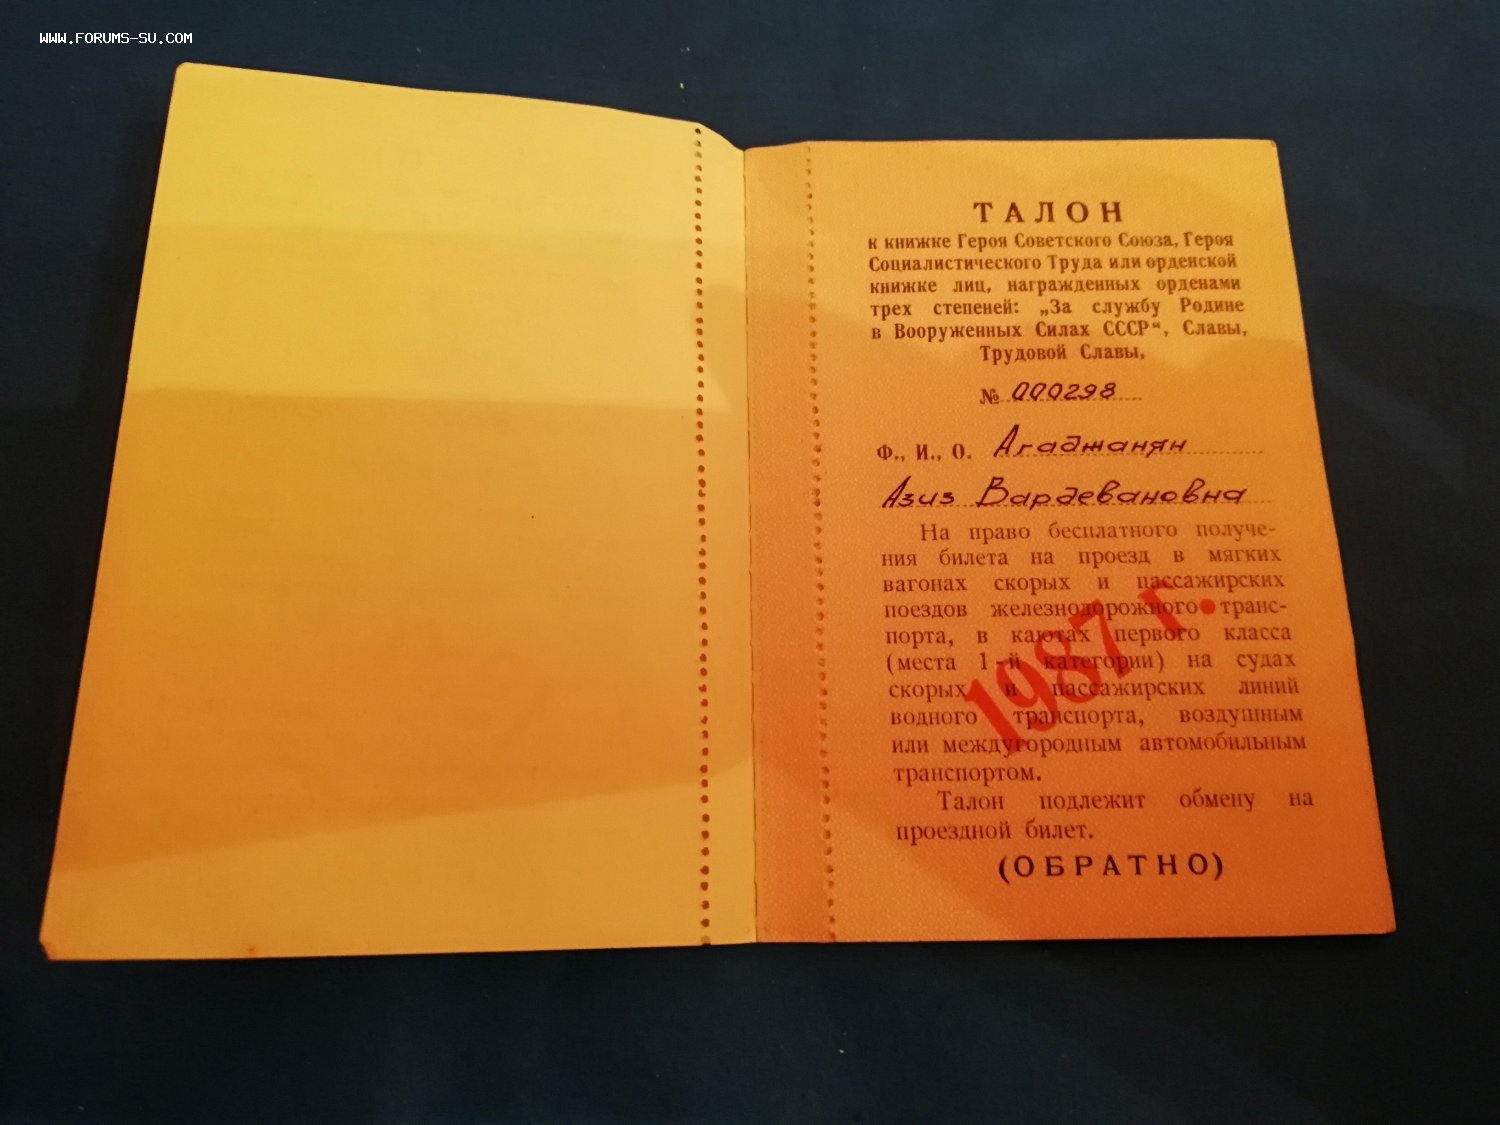 WWW.FORUMS-SU.COM
ТАЛОН
к книжке Героя Советского Союза, Героя
Социалистического Труда или орденской
книжке лиц, награжденных орденами
трех степеней: „За службу Родине
в Вооруженных Силах СССР“, Славы,
Трудовой Славы,
№ 000298
Ф., И., О. Агаджанян
Азиз Вардевановна
На право бесплатного получе-
ния билета на проезд в мягких
вагонах скорых и пассажирских
поездов железнодорожного транс-
порта, в каютах первого класса
(места 1-й категории) на судах
скорых и пассажирских линий
водного транспорта, воздушным
или междугородным автомобильным
транспортом.
1987 г.
Талон подлежит обмену на
проездной билет.
(ОБРАТНО)